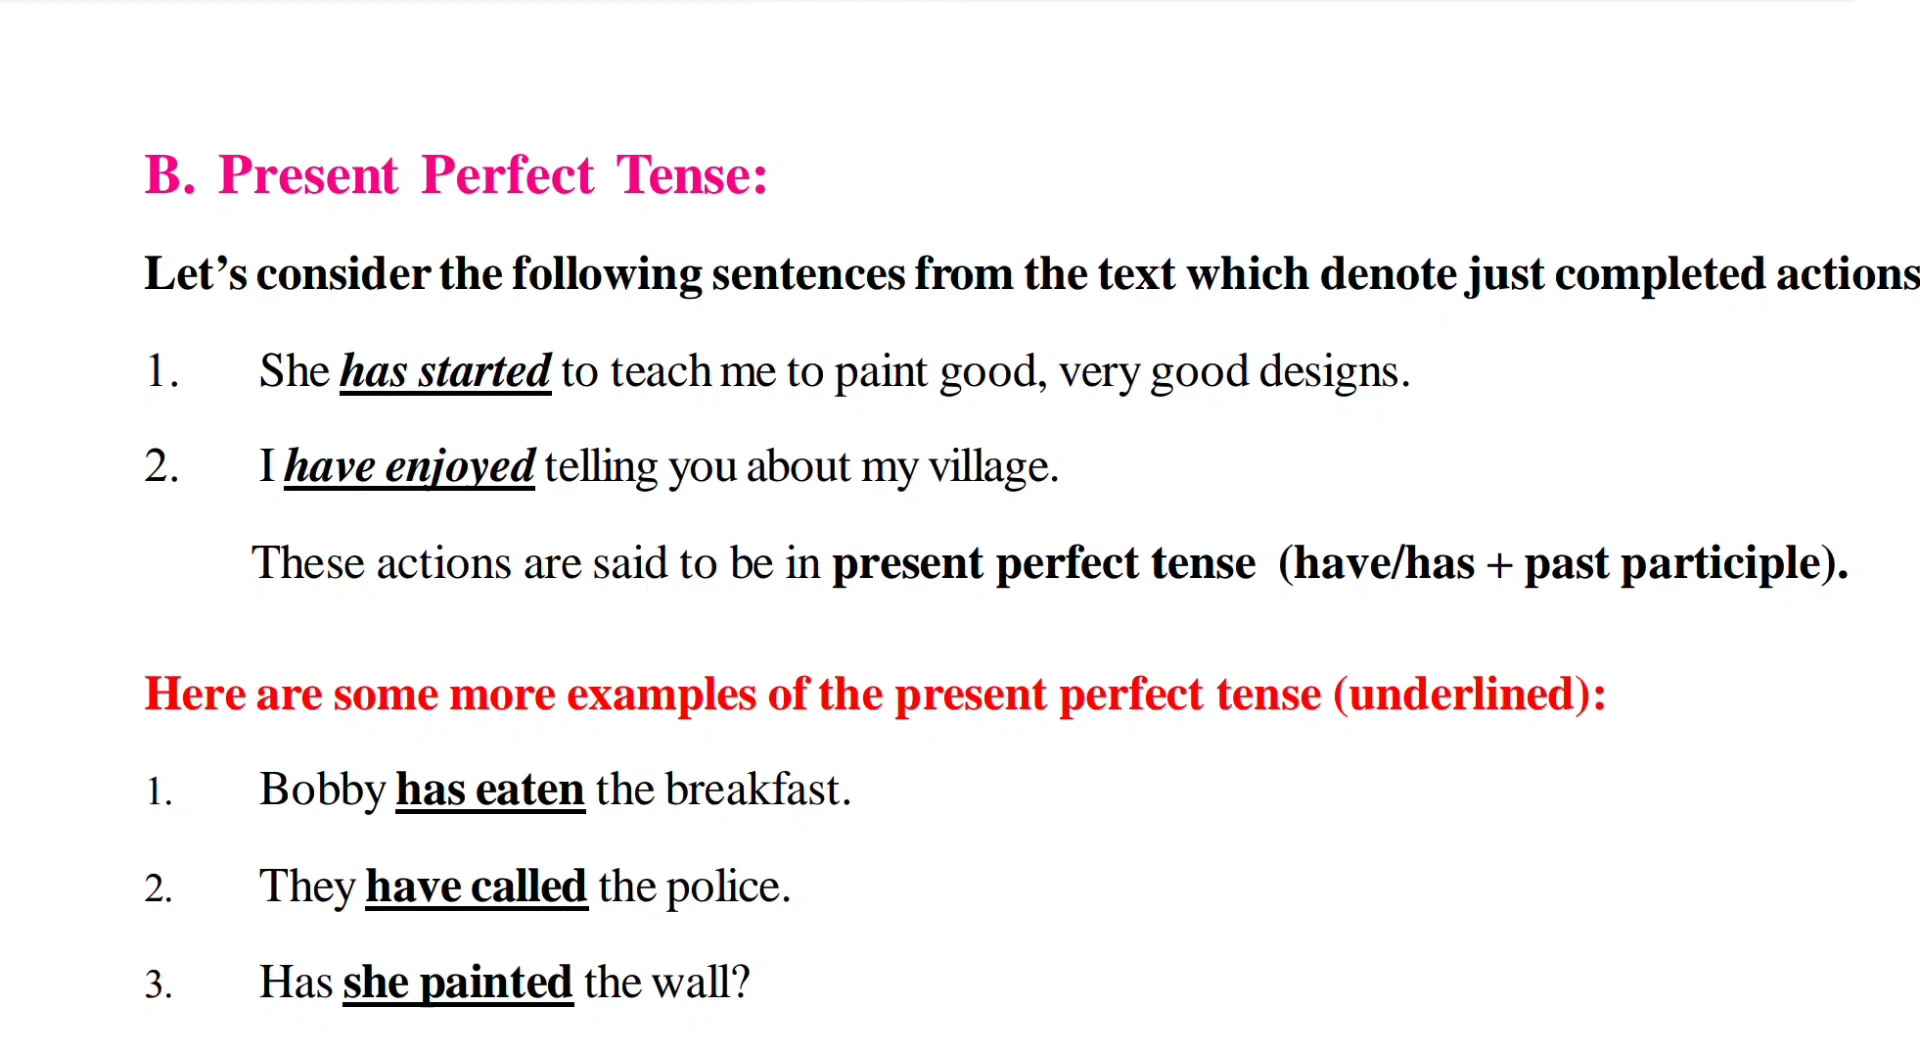 B. Present Perfect Tense:
Let’s consider the following sentences from the text which denote just completed actions
1. She has started to teach me to paint good, very good designs.
2. I have enjoyed telling you about my village.
These actions are said to be in present perfect tense (have/has + past participle).
Here are some more examples of the present perfect tense (underlined):
1. Bobby has eaten the breakfast.
2. They have called the police.
3. Has she painted the wall?